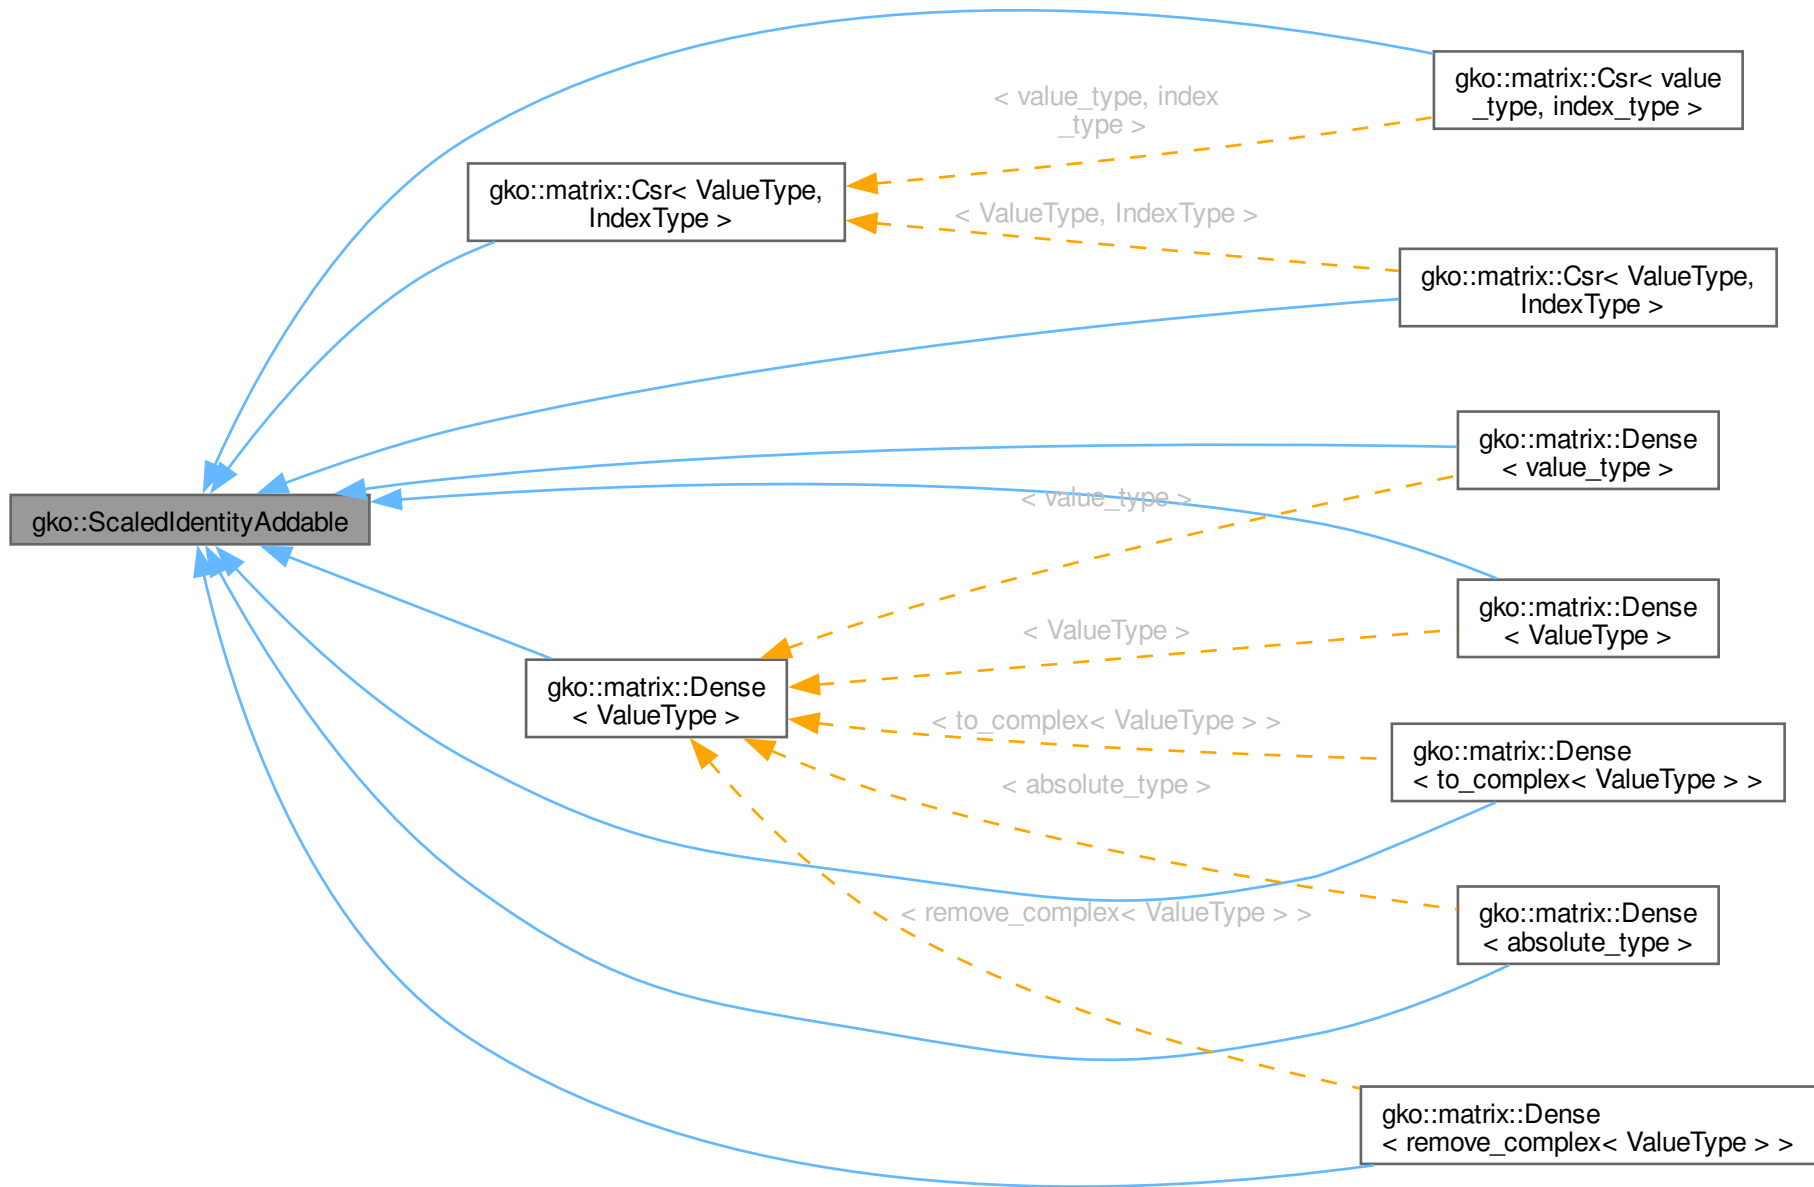 gko::matrix::Csr< value
_type, index_type >
< value_type, index
_type >
gko::matrix::Csr< ValueType,
IndexType >
< ValueType, IndexType >
gko::matrix::Csr< ValueType,
IndexType >
gko::matrix::Dense
< value_type >
gko::ScaledIdentityAddable
< value_type >
gko::matrix::Dense
< ValueType >
< ValueType >
gko::matrix::Dense
< ValueType >
< to_complex< ValueType > >
gko::matrix::Dense
< to_complex< ValueType > >
< absolute_type >
< remove_complex< ValueType > >
gko::matrix::Dense
< absolute_type >
gko::matrix::Dense
< remove_complex< ValueType > >